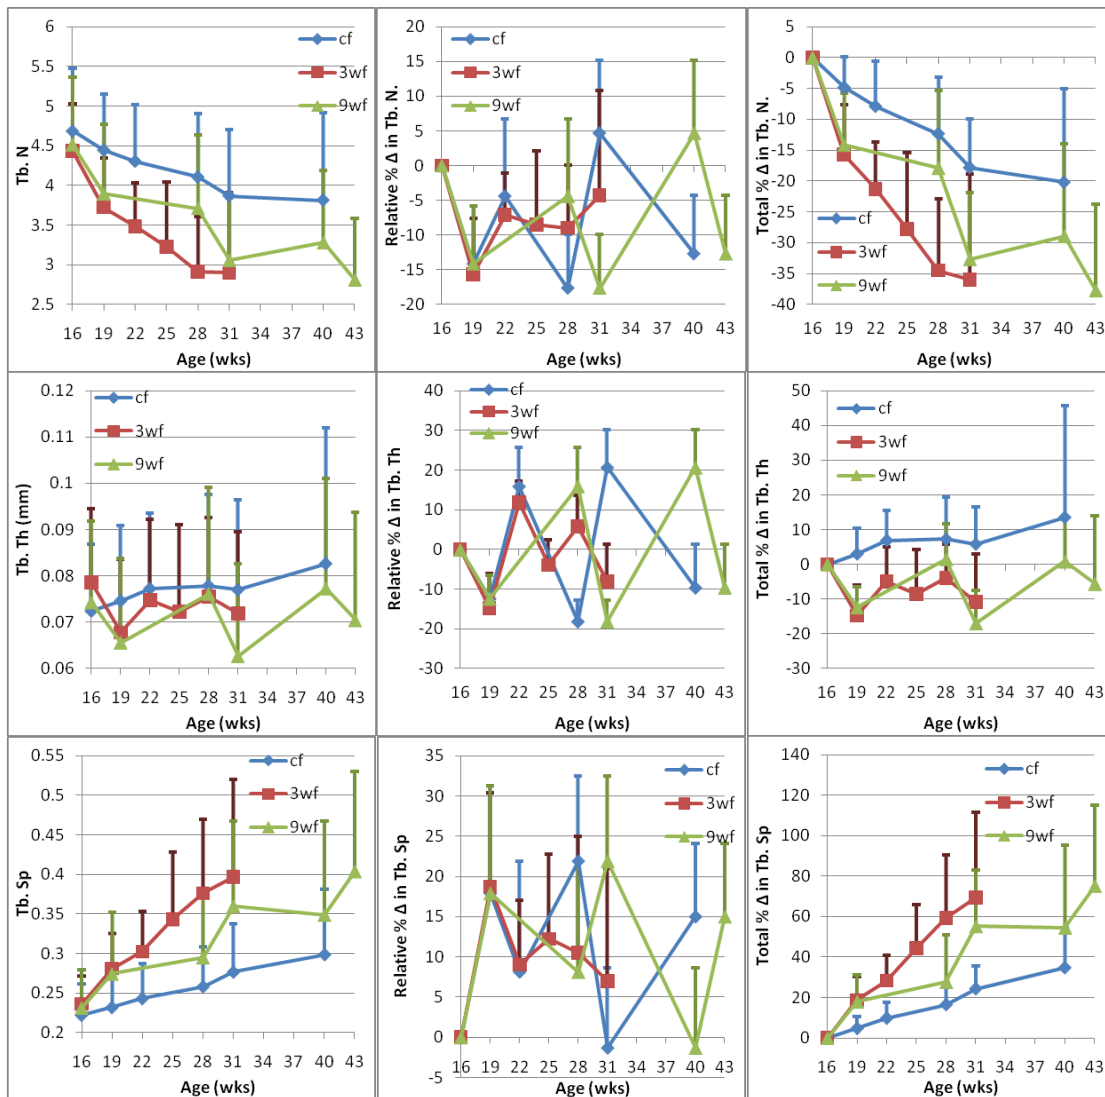 6
5.5
5
4.5
4
3.5
3
2.5
Tb. N
cf
3wf
9wf
16 19 22 25 28 31 34 37 40 43
Age (wks)
20
15
10
5
0
-5
-10
-15
-20
Relative % Δ in Tb. N.
cf
3wf
9wf
16 19 22 25 28 31 34 37 40 43
Age (wks)
5
0
-5
-10
-15
-20
-25
-30
-35
-40
Total % Δ in Tb. N.
cf
3wf
9wf
16 19 22 25 28 31 34 37 40 43
Age (wks)
0.12
0.11
0.1
0.09
0.08
0.07
0.06
Tb. Th (mm)
cf
3wf
9wf
16 19 22 25 28 31 34 37 40 43
Age (wks)
40
30
20
10
0
-10
-20
-30
Relative % Δ in Tb. Th
cf
3wf
9wf
16 19 22 25 28 31 34 37 40 43
Age (wks)
50
40
30
20
10
0
-10
-20
-30
Total % Δ in Tb. Th
cf
3wf
9wf
16 19 22 25 28 31 34 37 40 43
Age (wks)
0.55
0.5
0.45
0.4
0.35
0.3
0.25
0.2
Tb. Sp
cf
3wf
9wf
16 19 22 25 28 31 34 37 40 43
Age (wks)
35
30
25
20
15
10
5
0
-5
Relative % Δ in Tb. Sp
cf
3wf
9wf
16 19 22 25 28 31 34 37 40 43
Age (wks)
140
120
100
80
60
40
20
0
Total % Δ in Tb. Sp
cf
3wf
9wf
16 19 22 25 28 31 34 37 40 43
Age (wks)